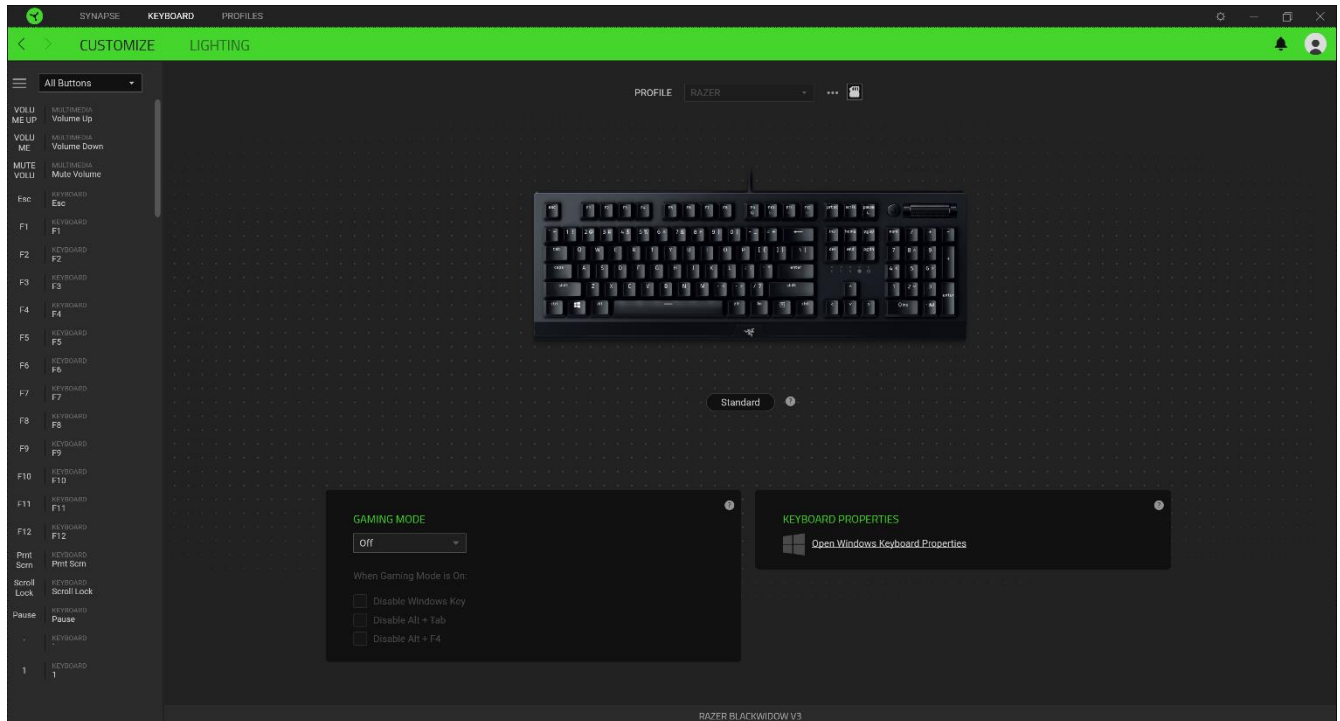 SYNAPSE KEYBOARD PROFILES
CUSTOMIZE LIGHTING
All Buttons
PROFILE RAZER
VOLU
ME UP
MULTIMEDIA
Volume Up
VOLU
ME
MULTIMEDIA
Volume Down
MUTE
VOLU
MULTIMEDIA
Mute Volume
Esc
KEYBOARD
Esc
F1
KEYBOARD
F1
F2
KEYBOARD
F2
F3
KEYBOARD
F3
F4
KEYBOARD
F4
F5
KEYBOARD
F5
F6
KEYBOARD
F6
F7
KEYBOARD
F7
F8
KEYBOARD
F8
F9
KEYBOARD
F9
F10
KEYBOARD
F10
F11
KEYBOARD
F11
F12
KEYBOARD
F12
Prnt
Scrn
KEYBOARD
Prnt Scrn
Scroll
Lock
KEYBOARD
Scroll Lock
Pause
KEYBOARD
Pause
KEYBOARD
1
KEYBOARD
1
Standard
GAMING MODE
Off
When Gaming Mode is On:
Disable Windows Key
Disable Alt + Tab
Disable Alt + F4
KEYBOARD PROPERTIES
Open Windows Keyboard Properties
RAZER BLACKWIDOW V3